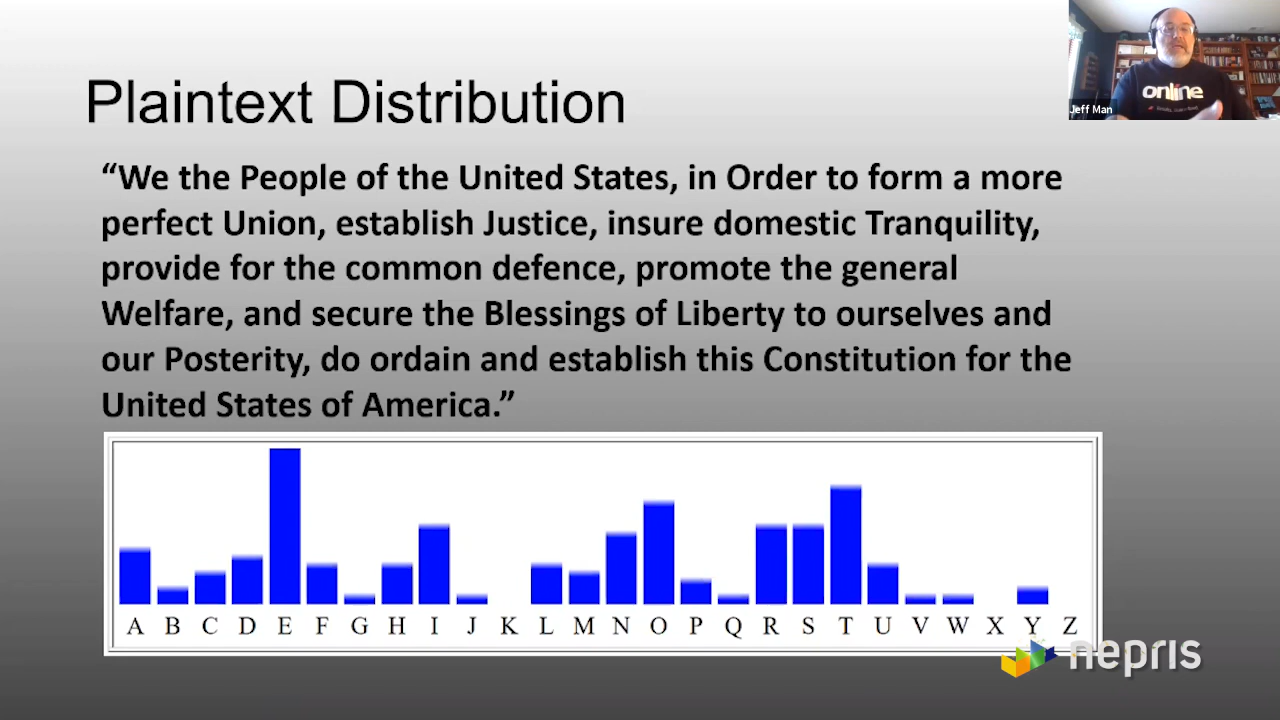 Plaintext Distribution
“We the People of the United States, in Order to form a more
perfect Union, establish Justice, insure domestic Tranquility,
provide for the common defence, promote the general
Welfare, and secure the Blessings of Liberty to ourselves and
our Posterity, do ordain and establish this Constitution for the
United States of America.”
A B C D E F G H I J K L M N O P Q R S T U V W X Y Z
online
Jeff Man
nepris